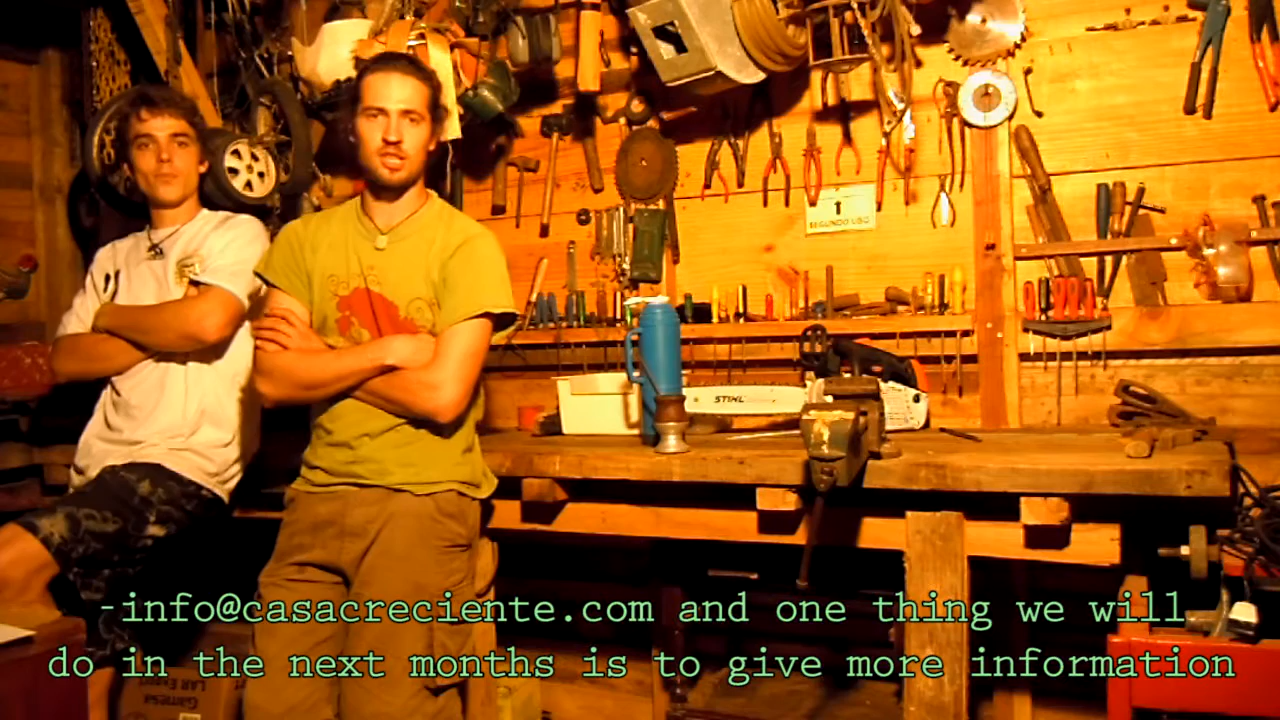 SEGUNDO USO
STIHL
-info@casacreciente.com and one thing we will
do in the next months is to give more information
Gamesa